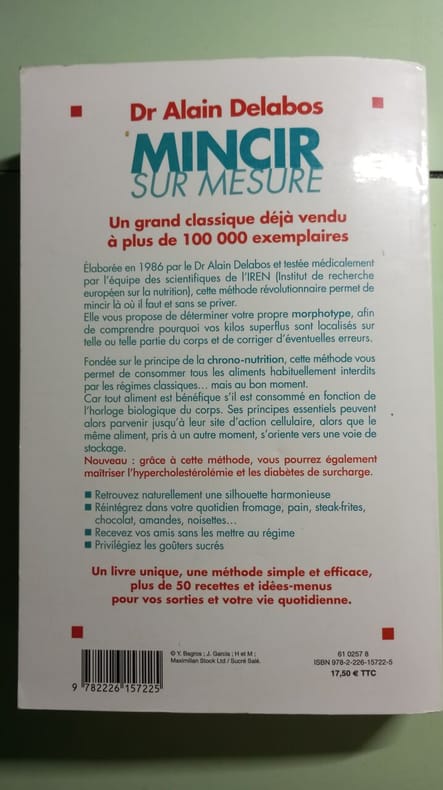 Dr Alain Delabos
MINCIR
SUR MESURE
Un grand classique déjà vendu
à plus de 100 000 exemplaires
Élaborée en 1986 par le Dr Alain Delabos et testée médicalement
par l'équipe des scientifiques de l'IREN (Institut de recherche
européen sur la nutrition), cette méthode révolutionnaire permet de
mincir là où il faut et sans se priver.
Elle vous propose de déterminer votre propre morphotype, afin
de comprendre pourquoi vos kilos superflus sont localisés sur
telle ou telle partie du corps et de corriger d'éventuelles erreurs.
Fondée sur le principe de la chrono-nutrition, cette méthode vous
permet de consommer tous les aliments habituellement interdits
par les régimes classiques... mais au bon moment.
Car tout aliment est bénéfique s'il est consommé en fonction de
l'horloge biologique du corps. Ses principes essentiels peuvent
alors parvenir jusqu'à leur site d'action cellulaire, alors que le
même aliment, pris à un autre moment, s'oriente vers une voie de
stockage.
Nouveau : grâce à cette méthode, vous pourrez également
maîtriser l'hypercholestérolémie et les diabètes de surcharge.
■ Retrouvez naturellement une silhouette harmonieuse
■ Réintégrez dans votre quotidien fromage, pain, steak-frites,
chocolat, amandes, noisettes...
■ Recevez vos amis sans les mettre au régime
■ Privilégiez les goûters sucrés
Un livre unique, une méthode simple et efficace,
plus de 50 recettes et idées-menus
pour vos sorties et votre vie quotidienne.
© Y. Bagros ; J. Garcia ; H et M ;
Maximilian Stock Ltd / Sucré Salé.
61 0257 8
ISBN 978-2-226-15722-5
17,50 € TTC
9 782226 157225